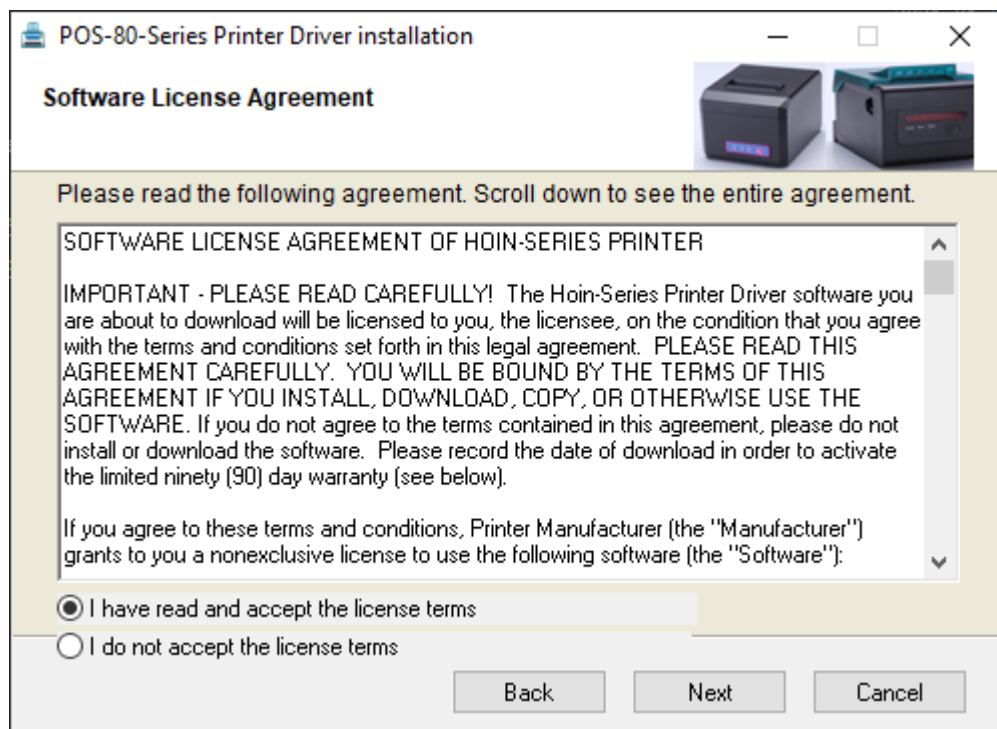 POS-80-Series Printer Driver installation
Software License Agreement
Please read the following agreement. Scroll down to see the entire agreement.
SOFTWARE LICENSE AGREEMENT OF HOIN-SERIES PRINTER
IMPORTANT - PLEASE READ CAREFULLY!  The Hoin-Series Printer Driver software you
are about to download will be licensed to you, the licensee, on the condition that you agree
with the terms and conditions set forth in this legal agreement.  PLEASE READ THIS
AGREEMENT CAREFULLY.  YOU WILL BE BOUND BY THE TERMS OF THIS
AGREEMENT IF YOU INSTALL, DOWNLOAD, COPY, OR OTHERWISE USE THE
SOFTWARE. If you do not agree to the terms contained in this agreement, please do not
install or download the software.  Please record the date of download in order to activate
the limited ninety (90) day warranty (see below).
If you agree to these terms and conditions, Printer Manufacturer (the "Manufacturer")
grants to you a nonexclusive license to use the following software (the "Software"):
I have read and accept the license terms
I do not accept the license terms
Back
Next
Cancel